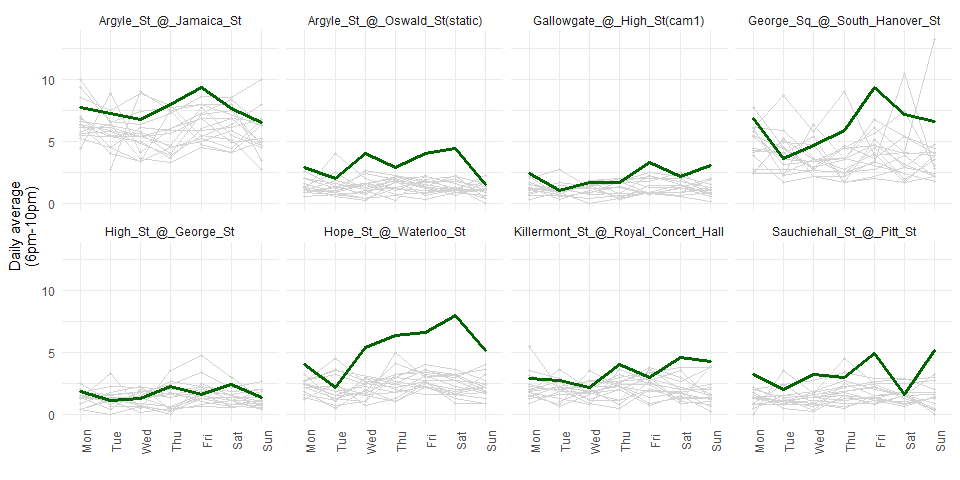 Argyle_St_@_Jamaica_St
Argyle_St_@_Oswald_St(static)
Gallowgate_@_High_St(cam1)
George_Sq_@_South_Hanover_St
10
5
0
High_St_@_George_St
Hope_St_@_Waterloo_St
Killermont_St_@_Royal_Concert_Hall
Sauchiehall_St_@_Pitt_St
10
5
0
Daily average
(6pm-10pm)
Mon Tue Wed Thu Fri Sat Sun
Mon Tue Wed Thu Fri Sat Sun
Mon Tue Wed Thu Fri Sat Sun
Mon Tue Wed Thu Fri Sat Sun